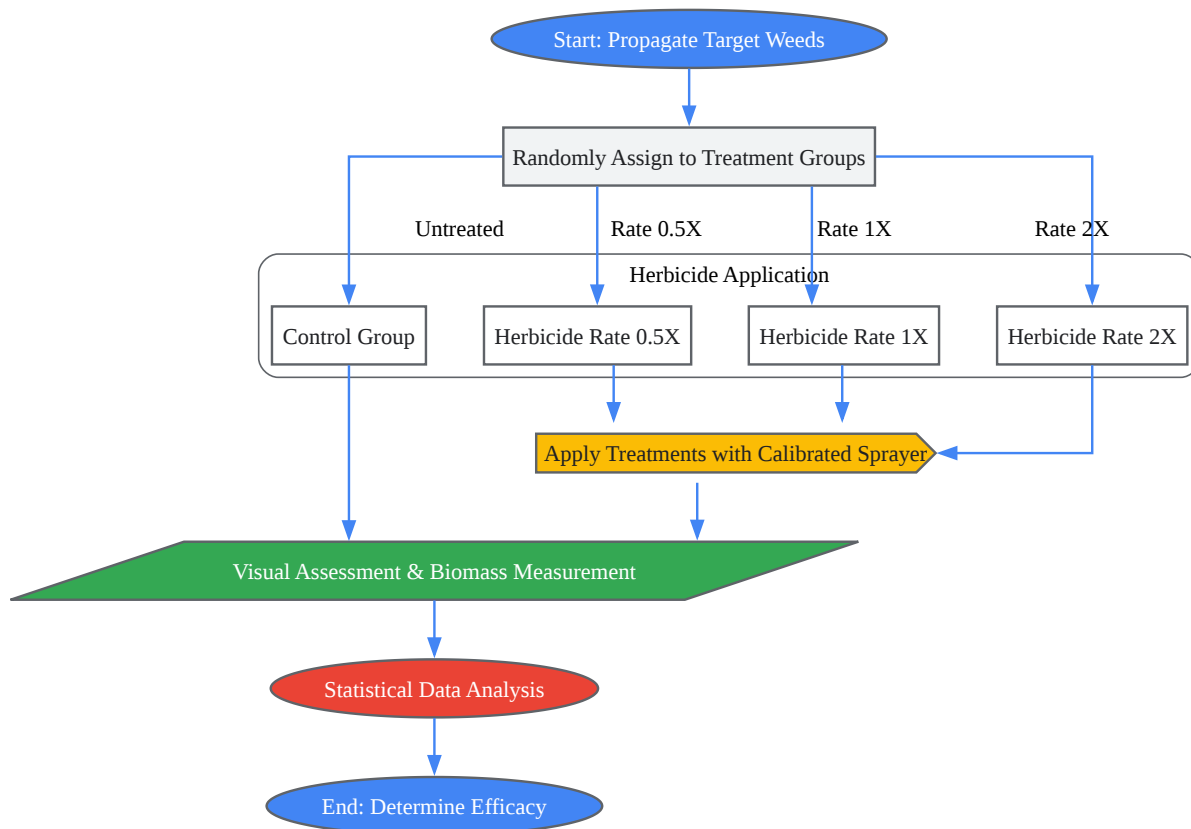 Start: Propagate Target Weeds
Randomly Assign to Treatment Groups
Untreated
Rate 0.5X
Rate 1X
Rate 2X
Herbicide Application
Control Group
Herbicide Rate 0.5X
Herbicide Rate 1X
Herbicide Rate 2X
Apply Treatments with Calibrated Sprayer
Visual Assessment & Biomass Measurement
Statistical Data Analysis
End: Determine Efficacy